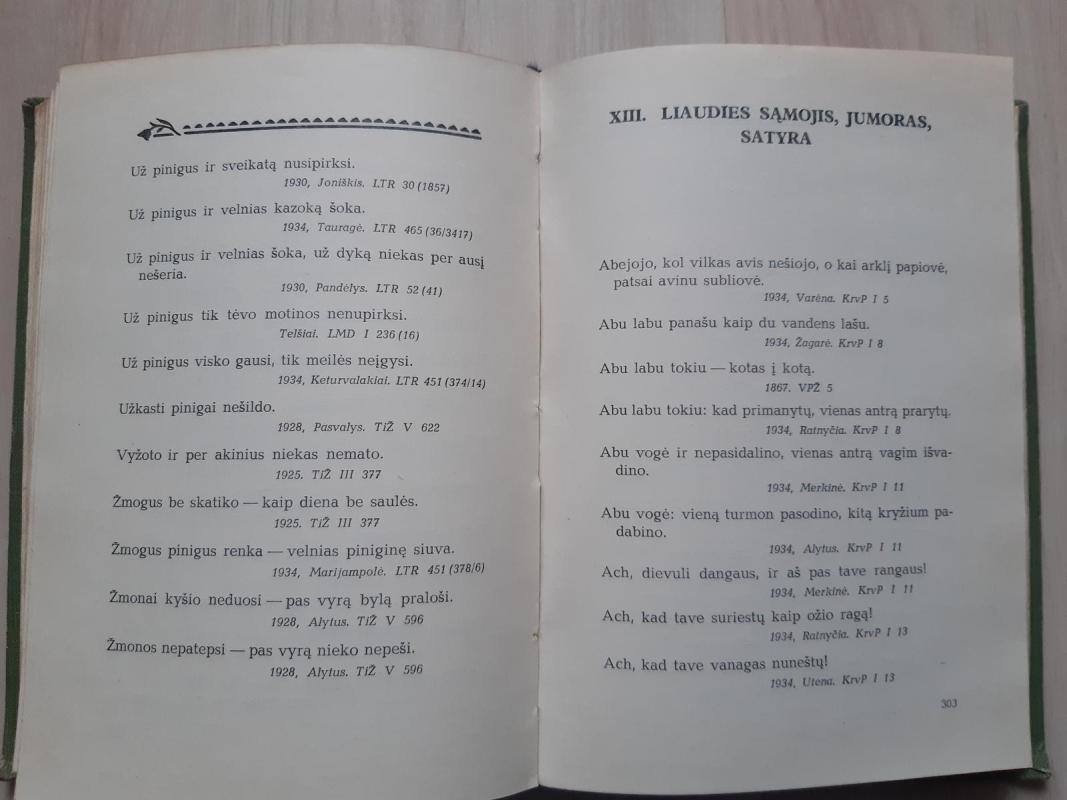 Už pinigus ir sveikatą nusipirksi.
1930, Joniškis. LTR 30 (1857)
Už pinigus ir velnias kazoką šoka.
1934, Tauragė. LTR 465 (36/3417)
Už pinigus ir velnias šoka, už dyką niekas per ausį
nešeria.
1930, Pandėlys. LTR 52 (41)
Už pinigus tik tėvo motinos nenupirksi.
Telšiai. LMD I 236 (16)
Už pinigus visko gausi, tik meilės neįgysi.
1934, Keturvalakiai. LTR 451 (374/14)
Užkasti pinigai nešildo.
1928, Pasvalys. TiŽ V 622
Vyžoto ir per akinius niekas nemato.
1925. TiŽ III 377
Žmogus be skatiko — kaip diena be saulės.
1925. TiŽ III 377
Žmogus pinigus renka — velnias piniginę siuva.
1934, Marijampolė. LTR 451 (378/6)
Žmonai kyšio neduosi — pas vyrą bylą praloši.
1928, Alytus. TiŽ V 596
Žmonos nepatepsi — pas vyrą nieko nepeši.
1928, Alytus. TiŽ V 596
XIII. LIAUDIES SĄMOJIS, JUMORAS,
SATYRA
Abejojo, kol vilkas avis nešiojo, o kai arklį papiovė,
patsai avinu subliovė.
1934, Varėna. KrvP I 5
Abu labu panašu kaip du vandens lašu.
1934, Žagarė. KrvP I 8
Abu labu tokiu — kotas į kotą.
1867. VPŽ 5
Abu labu tokiu: kad primanytų, vienas antrą prarytų.
1934, Ratnyčia. KrvP I 8
Abu vogė ir nepasidalino, vienas antrą vagim išva-
dino.
1934, Merkinė. KrvP I 11
Abu vogė: vieną turmon pasodino, kitą kryžium pa-
dabino.
1934, Alytus. KrvP I 11
Ach, dievuli dangaus, ir aš pas tave rangaus!
1934, Merkinė. KrvP I 11
Ach, kad tave suriestų kaip ožio ragą!
1934, Ratnyčia. KrvP I 13
Ach, kad tave vanagas nuneštų!
1934, Utena. KrvP I 13
303